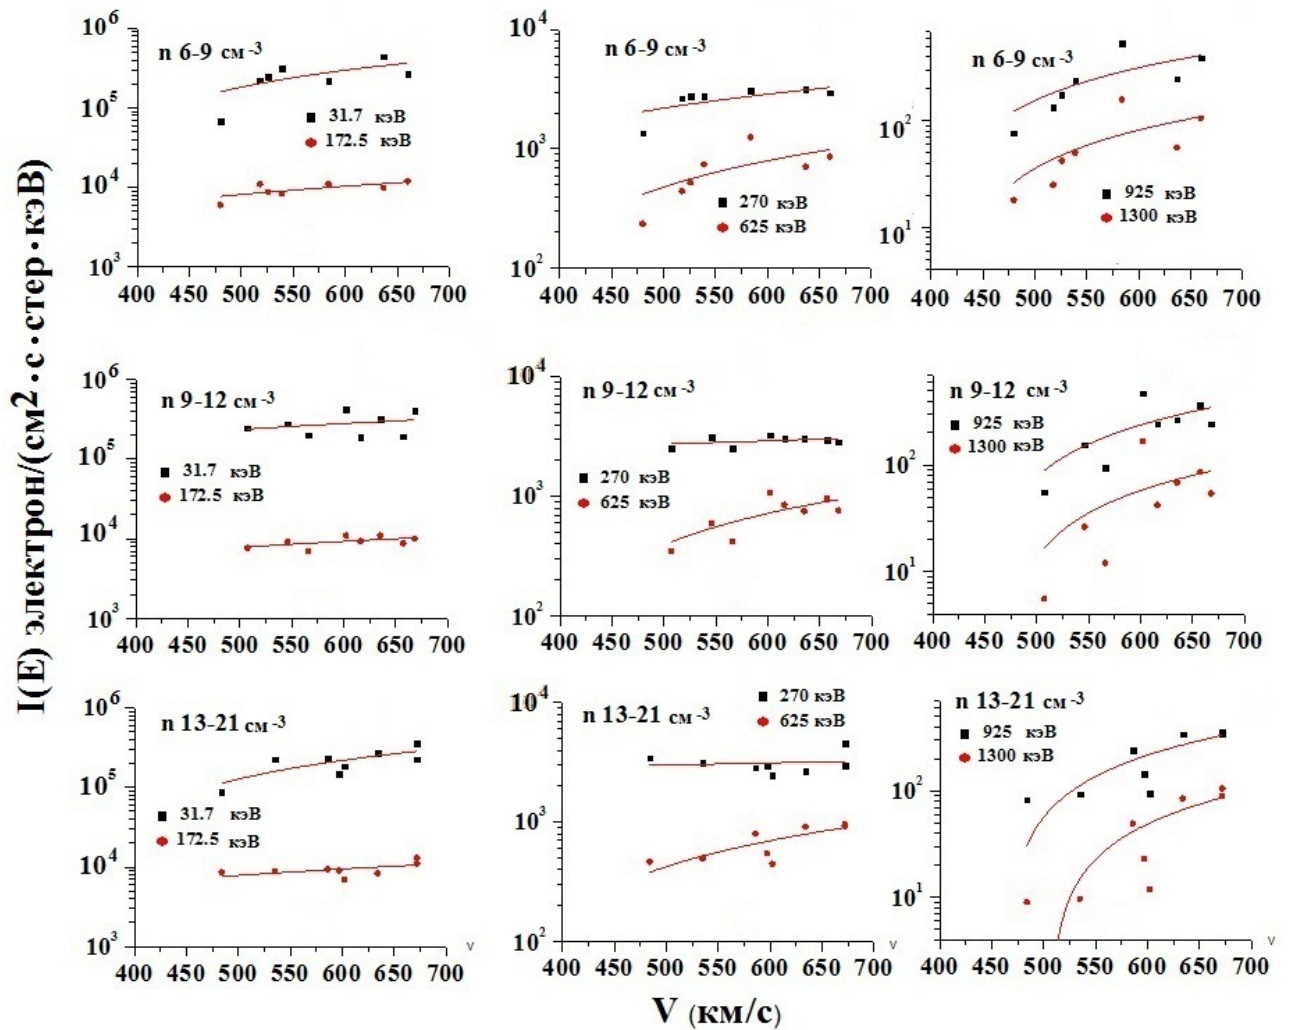 I(E) электрон/(см²·с·стер·кэВ)
10⁶
10⁵
10⁴
10³
n 6-9 см⁻³
31.7 кэВ
172.5 кэВ
400 450 500 550 600 650 700
10⁴
10³
10²
n 6-9 см⁻³
270 кэВ
625 кэВ
400 450 500 550 600 650 700
10²
10¹
n 6-9 см⁻³
925 кэВ
1300 кэВ
400 450 500 550 600 650 700
10⁶
10⁵
10⁴
10³
n 9-12 см⁻³
31.7 кэВ
172.5 кэВ
400 450 500 550 600 650 700
10⁴
10³
10²
n 9-12 см⁻³
270 кэВ
625 кэВ
400 450 500 550 600 650 700
10²
10¹
n 9-12 см⁻³
925 кэВ
1300 кэВ
400 450 500 550 600 650 700
10⁶
10⁵
10⁴
10³
n 13-21 см⁻³
31.7 кэВ
172.5 кэВ
400 450 500 550 600 650 700
V
10⁴
10³
10²
n 13-21 см⁻³
270 кэВ
625 кэВ
400 450 500 550 600 650 700
10²
10¹
n 13-21 см⁻³
925 кэВ
1300 кэВ
400 450 500 550 600 650 700
V
V (км/с)